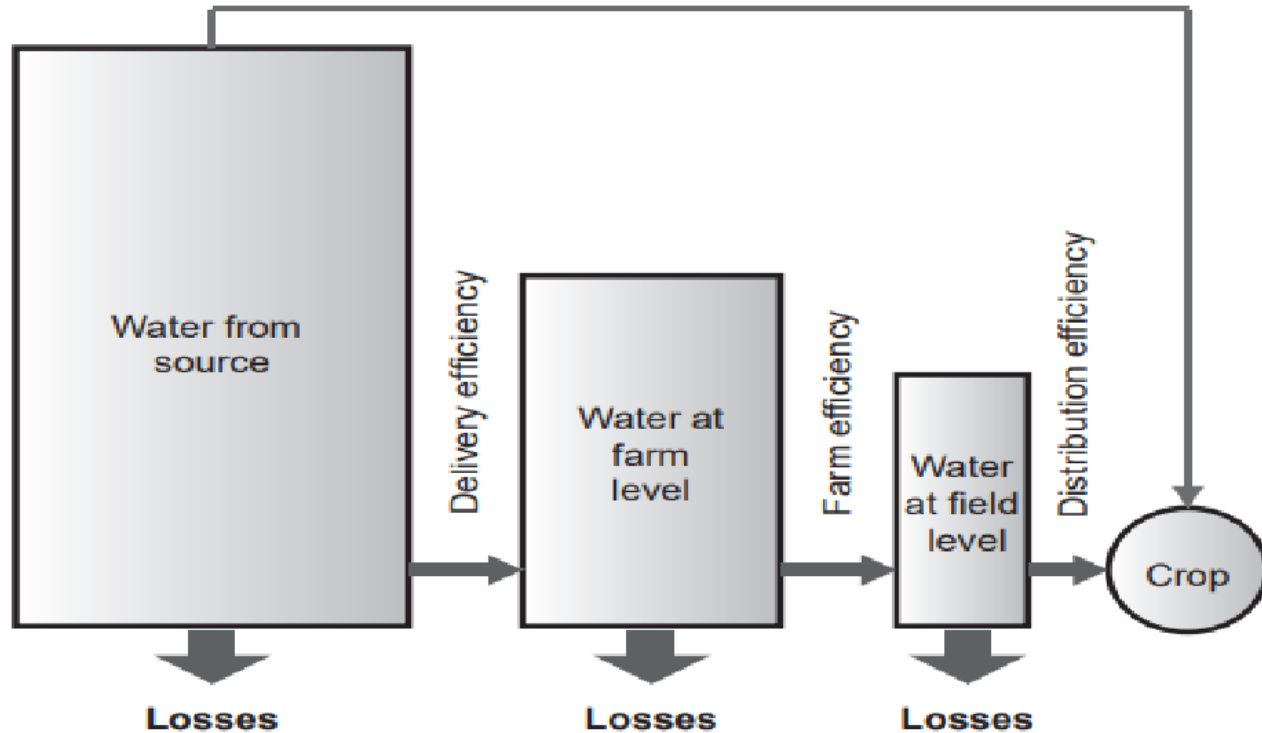 Water from
source
Delivery efficiency
Water at
farm
level
Farm efficiency
Water
at field
level
Distribution efficiency
Crop
Losses
Losses
Losses